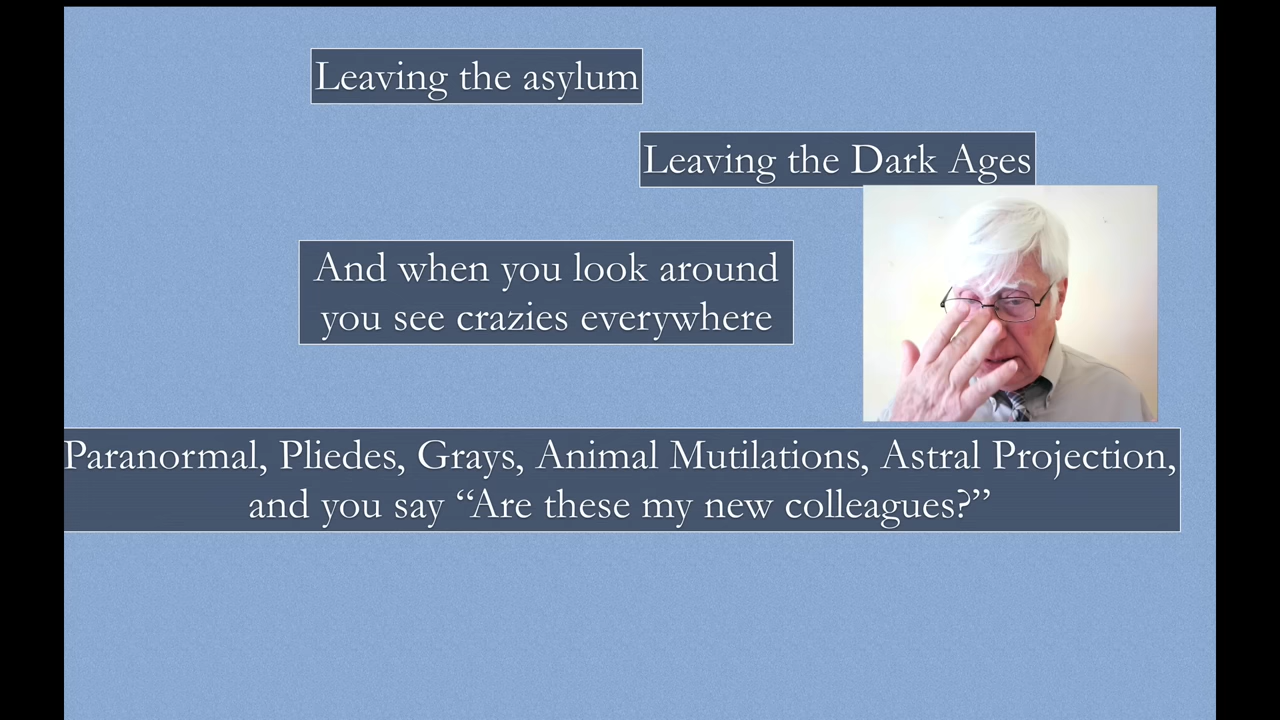 Leaving the asylum
Leaving the Dark Ages
And when you look around
you see crazies everywhere
Paranormal, Pliedes, Grays, Animal Mutilations, Astral Projection,
and you say “Are these my new colleagues?”